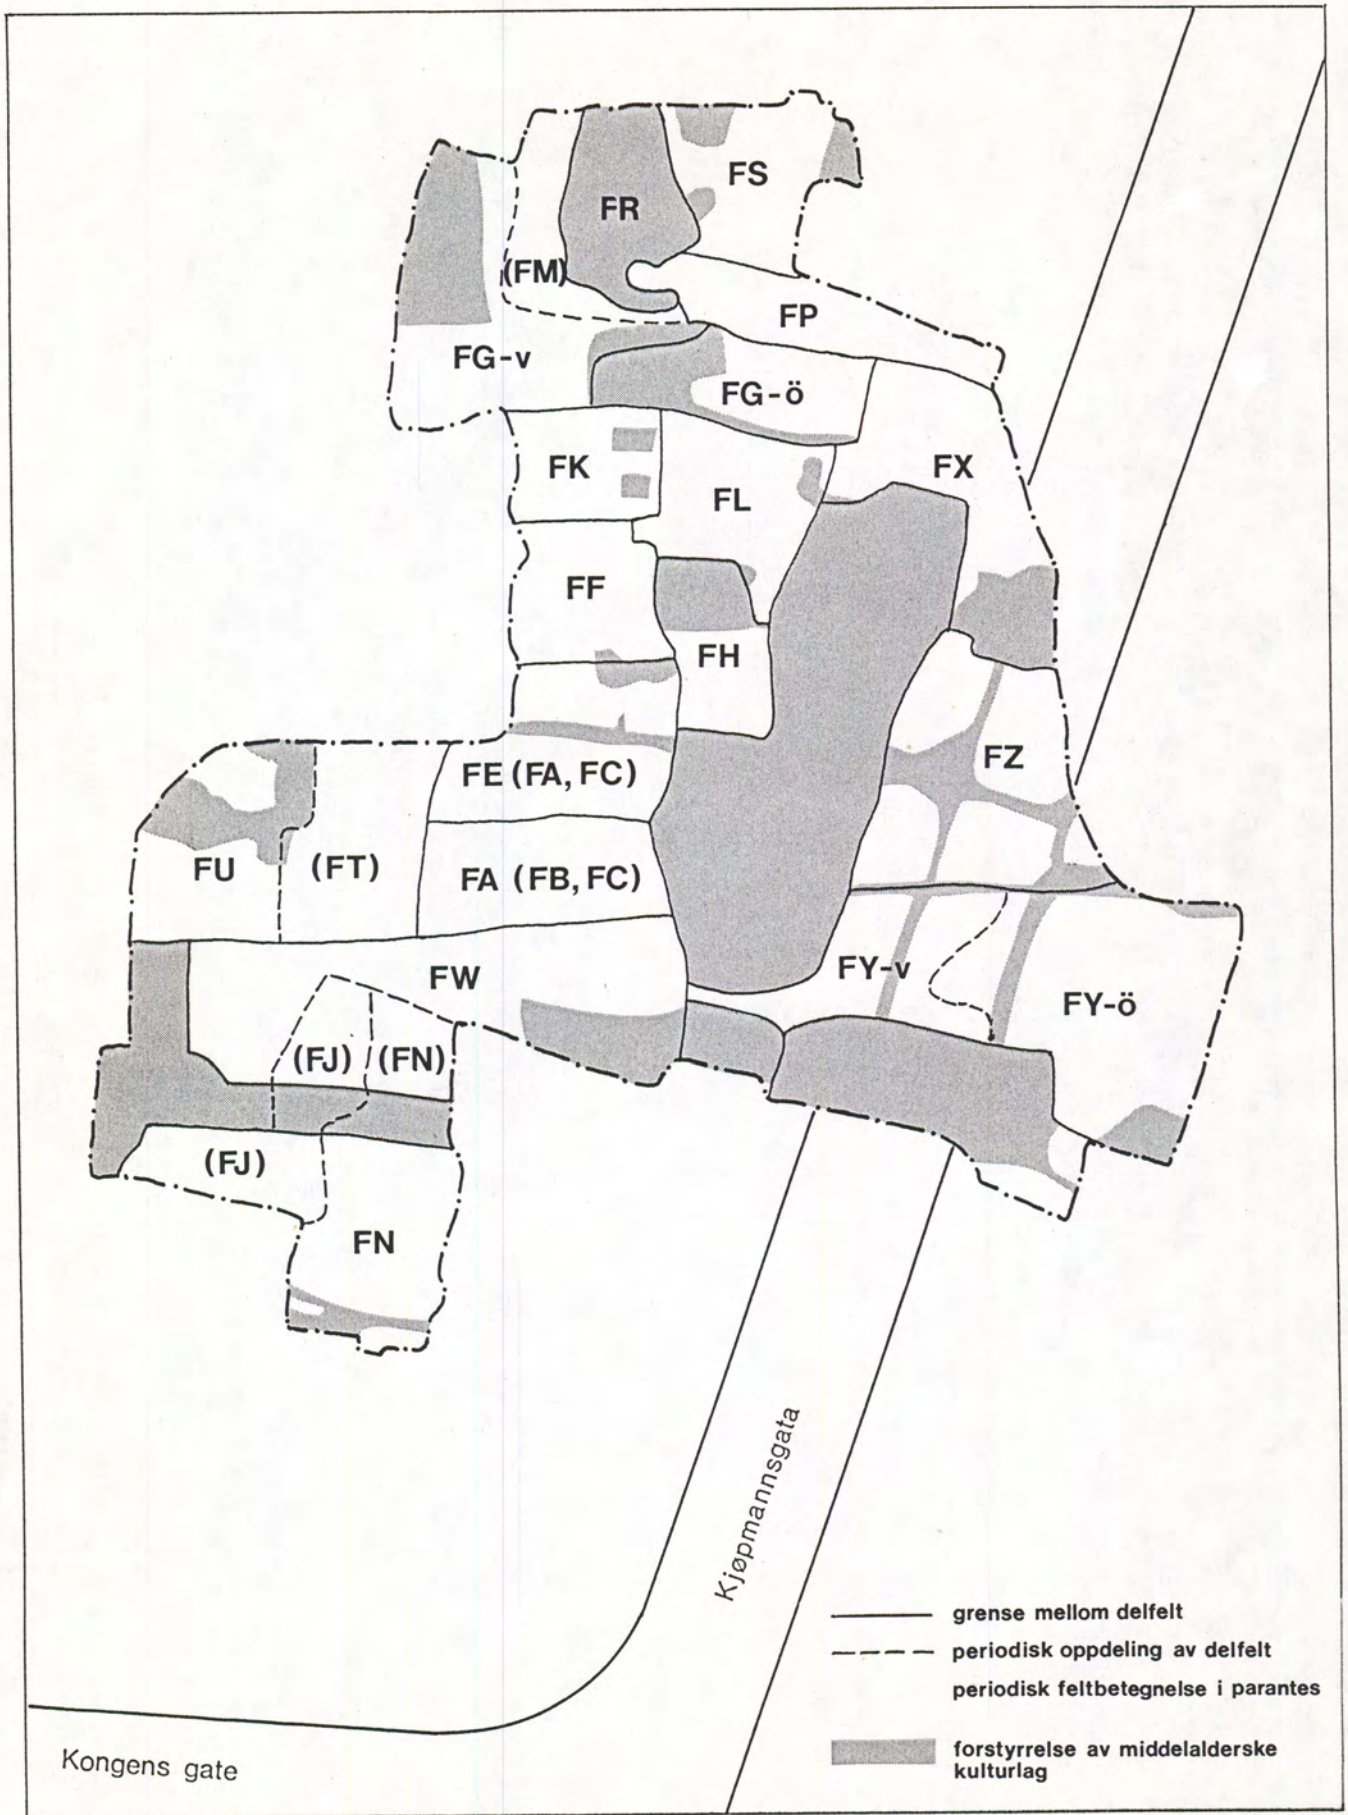 FS
FR
(FM)
FP
FG-v
FG-ö
FK
FX
FL
FF
FH
FZ
FE (FA, FC)
FU
(FT)
FA (FB, FC)
FW
FY-v
FY-ö
(FJ)
(FN)
(FJ)
FN
Kjøpmannsgata
Kongens gate
grense mellom delfelt
periodisk oppdeling av delfelt
periodisk feltbetegnelse i parantes
forstyrrelse av middelalderske
kulturlag